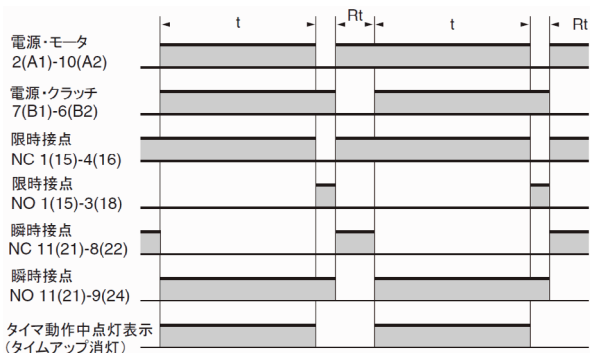 t
Rt
t
Rt
電源・モータ
2(A1)-10(A2)
電源・クラッチ
7(B1)-6(B2)
限時接点
NC 1(15)-4(16)
限時接点
NO 1(15)-3(18)
瞬時接点
NC 11(21)-8(22)
瞬時接点
NO 11(21)-9(24)
タイマ動作中点灯表示
(タイムアップ消灯)